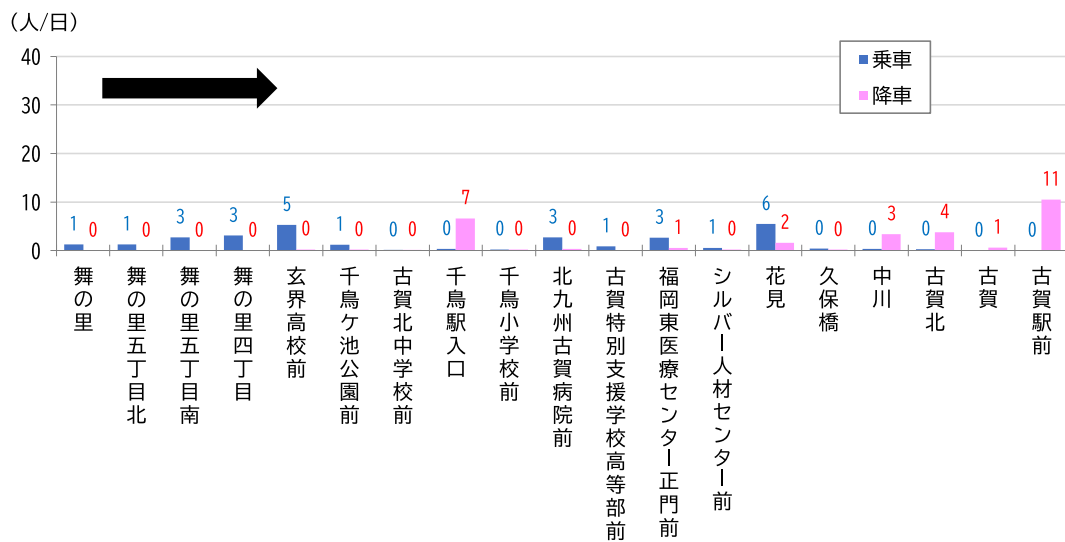 (人/日)
40
30
20
10
0
乗車
降車
1 0 1 0 3 0 3 0 5 0 1 0 0 0 0 7 0 0 3 0 1 0 3 1 1 0 6 2 0 0 0 3 0 4 0 1 0 11
舞の里
舞の里五丁目北
舞の里五丁目南
舞の里四丁目
玄界高校前
千鳥ケ池公園前
古賀北中学校前
千鳥駅入口
千鳥小学校前
北九州古賀病院前
古賀特別支援学校高等部前
福岡東医療センター正門前
シルバー人材センター前
花見
久保橋
中川
古賀北
古賀
古賀駅前